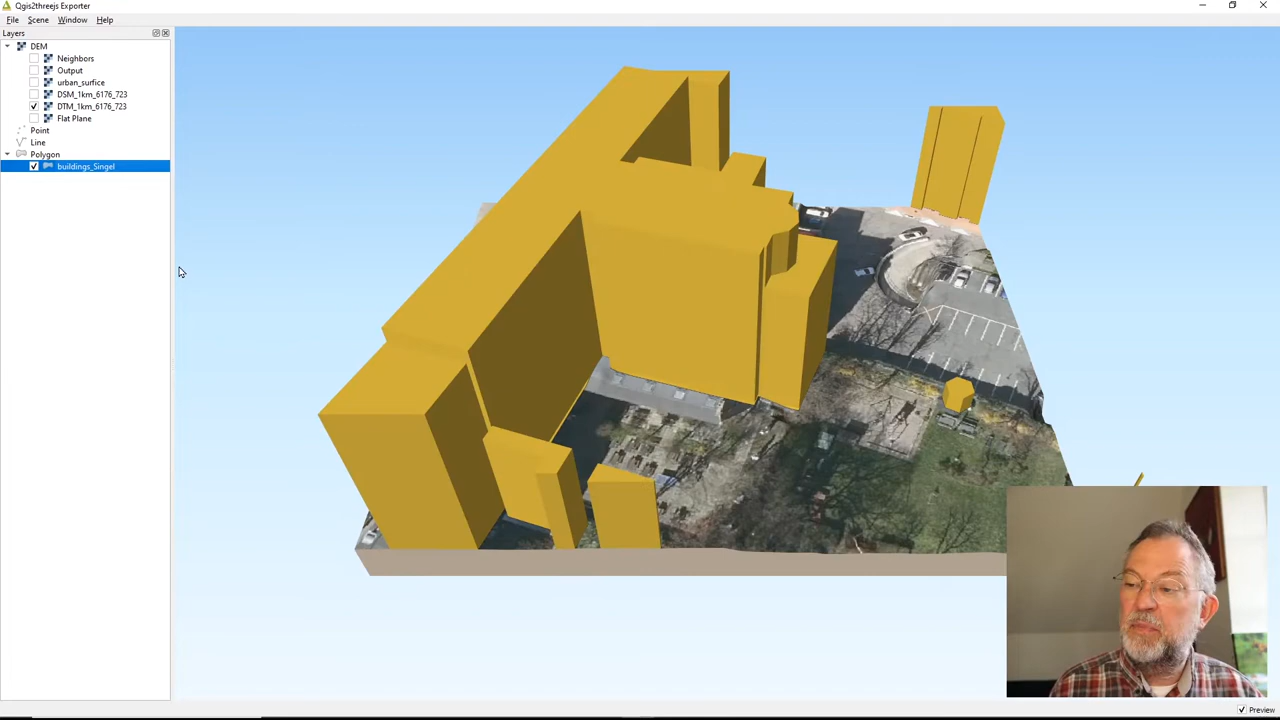 Qgis2threejs Exporter
File Scene Window Help
Layers
DEM
Neighbors
Output
urban_surfice
DSM_1km_6176_723
DTM_1km_6176_723
Flat Plane
Point
Line
Polygon
buildings_Singel
Preview